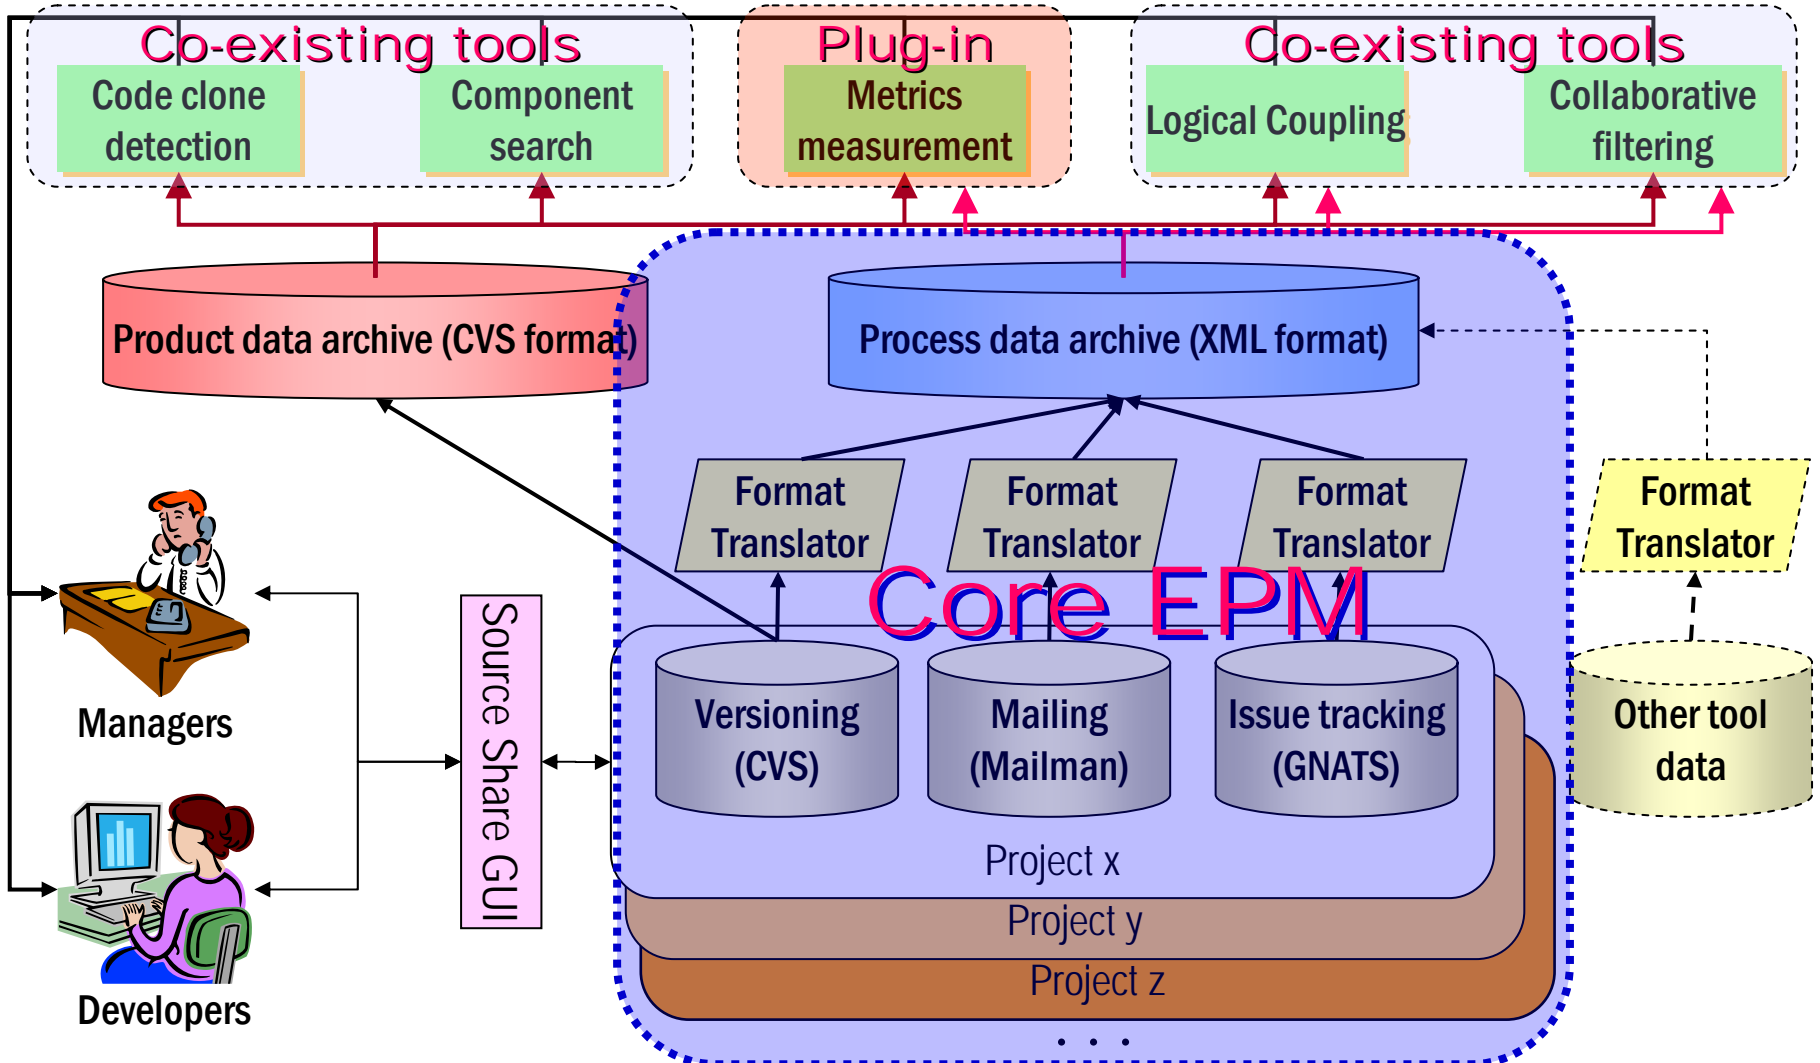 Co-existing tools
Plug-in
Co-existing tools
Code clone
detection
Component
search
Metrics
measurement
Logical Coupling
Collaborative
filtering
Product data archive (CVS format)
Process data archive (XML format)
Format
Translator
Format
Translator
Format
Translator
Format
Translator
Core EPM
Managers
Source Share GUI
Versioning
(CVS)
Mailing
(Mailman)
Issue tracking
(GNATS)
Other tool
data
Project x
Project y
Project z
Developers
. . .